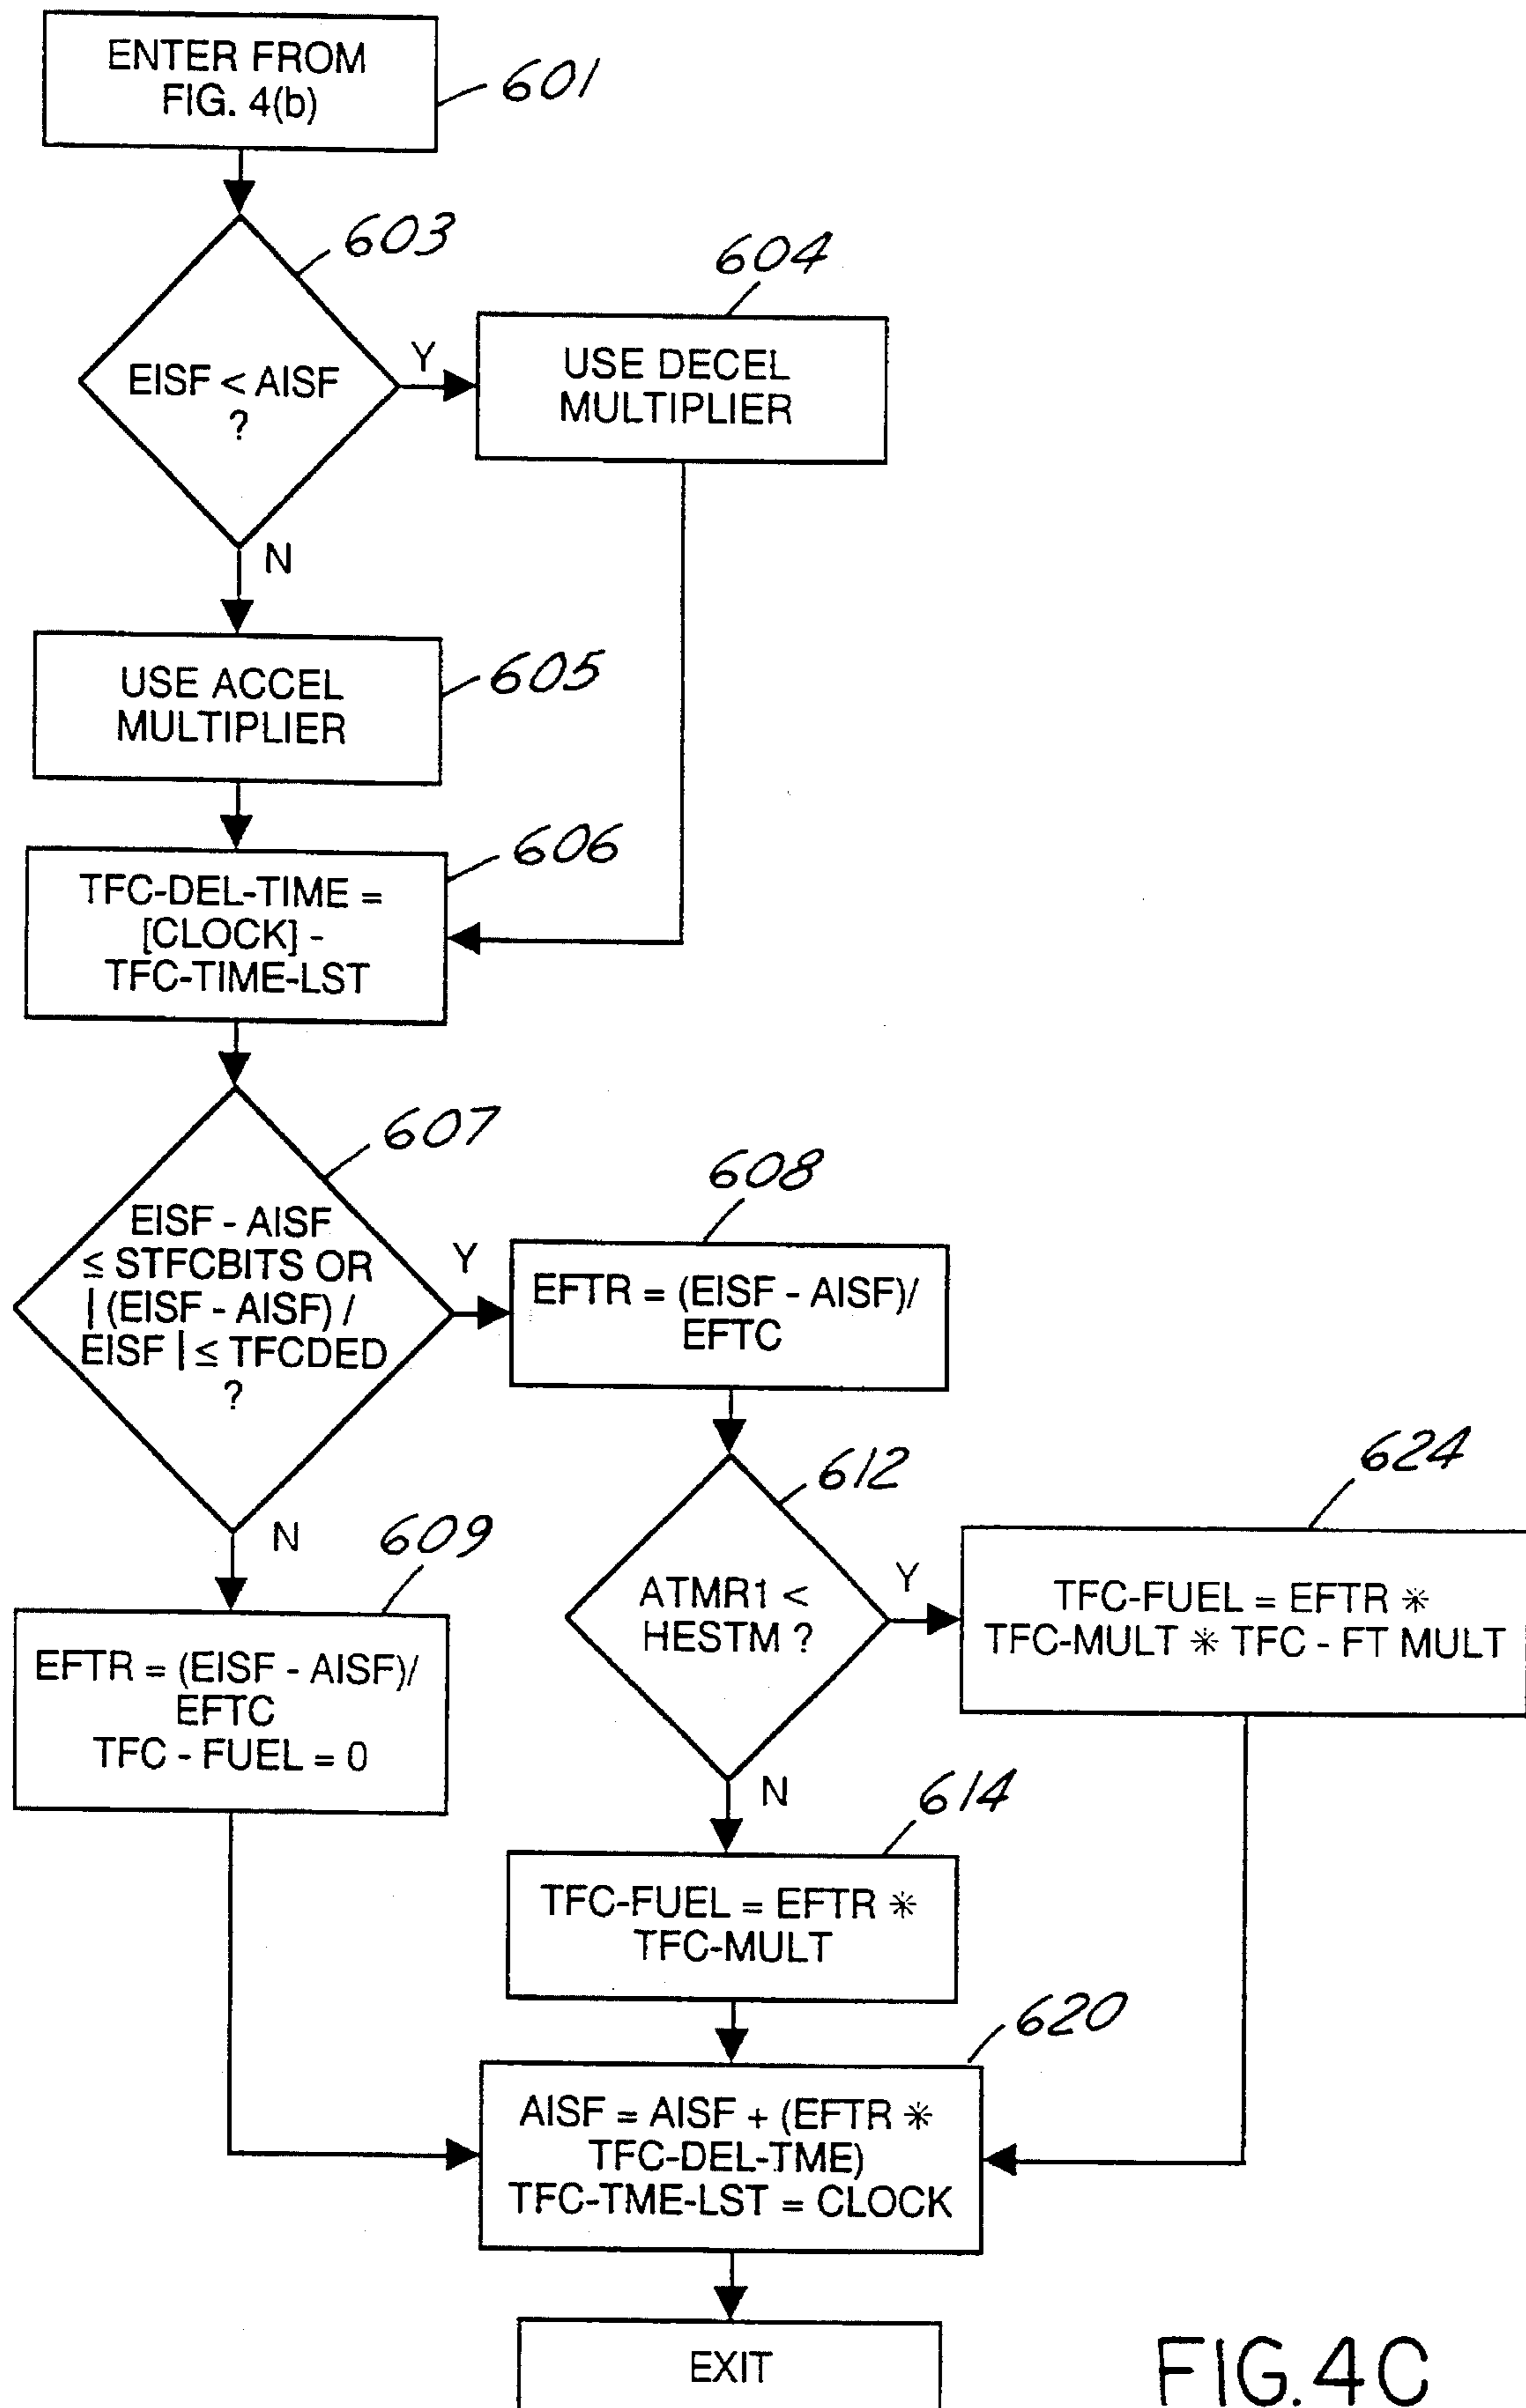 ENTER FROM
FIG. 4(b)
601
603
EISF < AISF
?
Y
N
604
USE DECEL
MULTIPLIER
605
USE ACCEL
MULTIPLIER
606
TFC-DEL-TIME =
[CLOCK] -
TFC-TIME-LST
607
EISF - AISF
≤ STFCBITS OR
| (EISF - AISF) /
EISF | ≤ TFCDED
?
Y
N
608
EFTR = (EISF - AISF)/
EFTC
609
EFTR = (EISF - AISF)/
EFTC
TFC - FUEL = 0
612
ATMR1 <
HESTM ?
Y
N
624
TFC-FUEL = EFTR *
TFC-MULT * TFC - FT MULT
614
TFC-FUEL = EFTR *
TFC-MULT
620
AISF = AISF + (EFTR *
TFC-DEL-TME)
TFC-TME-LST = CLOCK
EXIT
FIG.4C